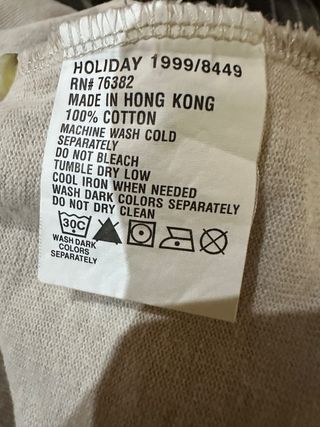 HOLIDAY 1999/8449
RN# 76382
MADE IN HONG KONG
100% COTTON
MACHINE WASH COLD
SEPARATELY
DO NOT BLEACH
TUMBLE DRY LOW
COOL IRON WHEN NEEDED
WASH DARK COLORS SEPARATELY
DO NOT DRY CLEAN
30C
WASH DARK
COLORS
SEPARATELY